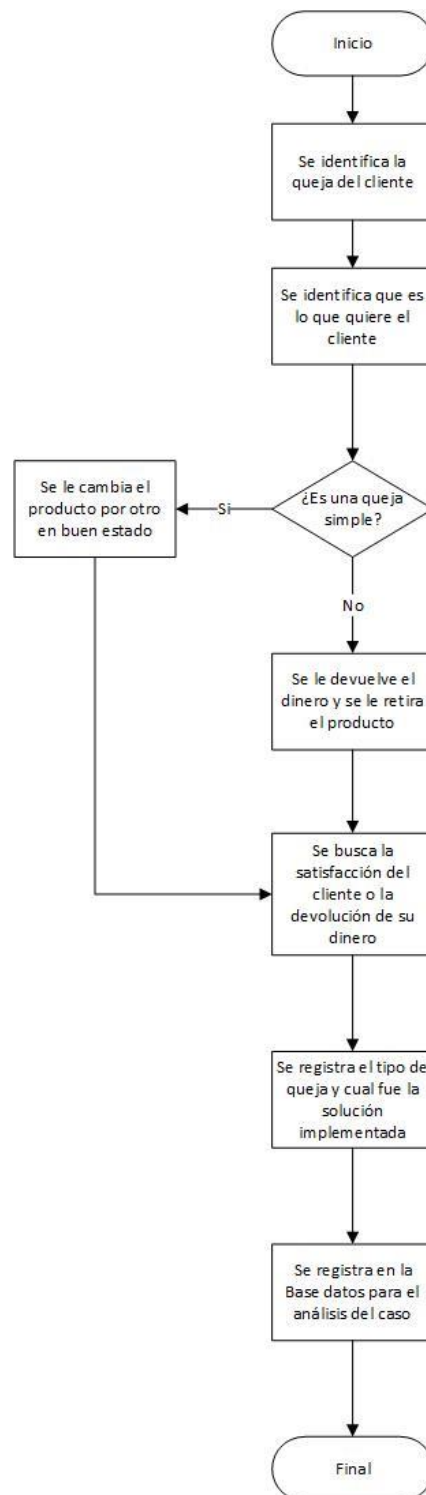 Inicio
Se identifica la
queja del cliente
Se identifica que es
lo que quiere el
cliente
¿Es una queja
simple?
Si
Se le cambia el
producto por otro
en buen estado
No
Se le devuelve el
dinero y se le retira
el producto
Se busca la
satisfacción del
cliente o la
devolución de su
dinero
Se registra el tipo de
queja y cual fue la
solución
implementada
Se registra en la
Base datos para el
análisis del caso
Final